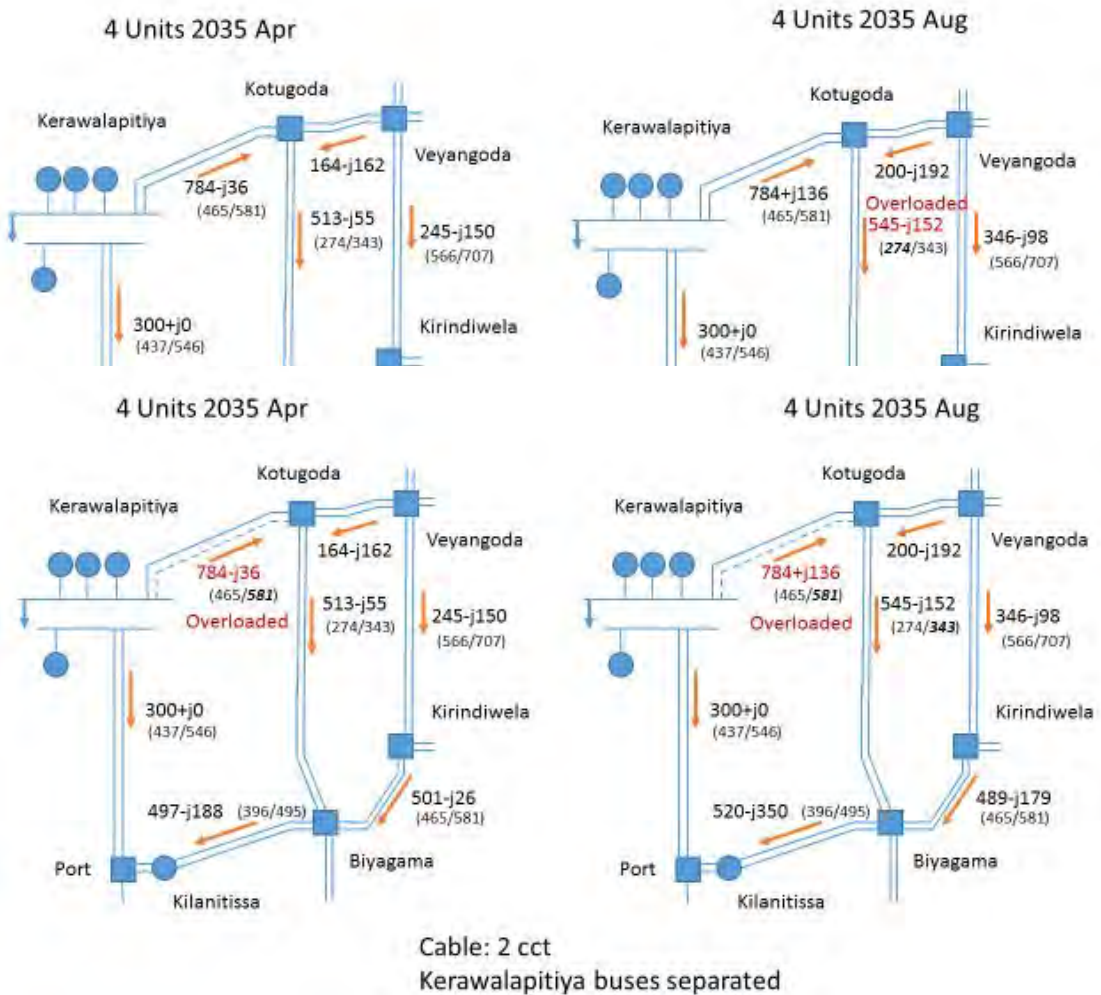 4 Units 2035 Apr
Kotugoda
Kerawalapitiya
Veyangoda
164-j162
784-j36
(465/581)
513-j55
(274/343)
245-j150
(566/707)
Kirindiwela
300+j0
(437/546)
4 Units 2035 Aug
Kotugoda
Kerawalapitiya
Veyangoda
200-j192
784+j136
(465/581)
Overloaded
545-j152
(274/343)
346-j98
(566/707)
Kirindiwela
300+j0
(437/546)
4 Units 2035 Apr
Kotugoda
Kerawalapitiya
Veyangoda
164-j162
784-j36
(465/581)
Overloaded
513-j55
(274/343)
245-j150
(566/707)
300+j0
(437/546)
Kirindiwela
497-j188 (396/495)
501-j26
(465/581)
Port
Biyagama
Kilanitissa
4 Units 2035 Aug
Kotugoda
Kerawalapitiya
Veyangoda
200-j192
784+j136
(465/581)
Overloaded
545-j152
(274/343)
346-j98
(566/707)
300+j0
(437/546)
Kirindiwela
520-j350 (396/495)
489-j179
(465/581)
Port
Biyagama
Kilanitissa
Cable: 2 cct
Kerawalapitiya buses separated